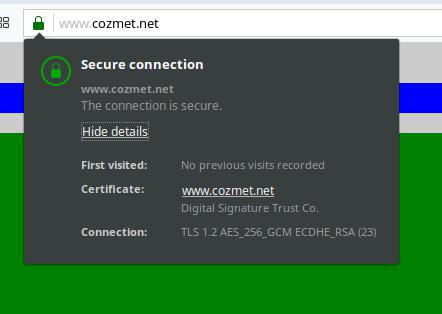 www.cozmet.net
Secure connection
www.cozmet.net
The connection is secure.
Hide details
First visited: No previous visits recorded
Certificate: www.cozmet.net
Digital Signature Trust Co.
Connection: TLS 1.2 AES_256_GCM ECDHE_RSA (23)